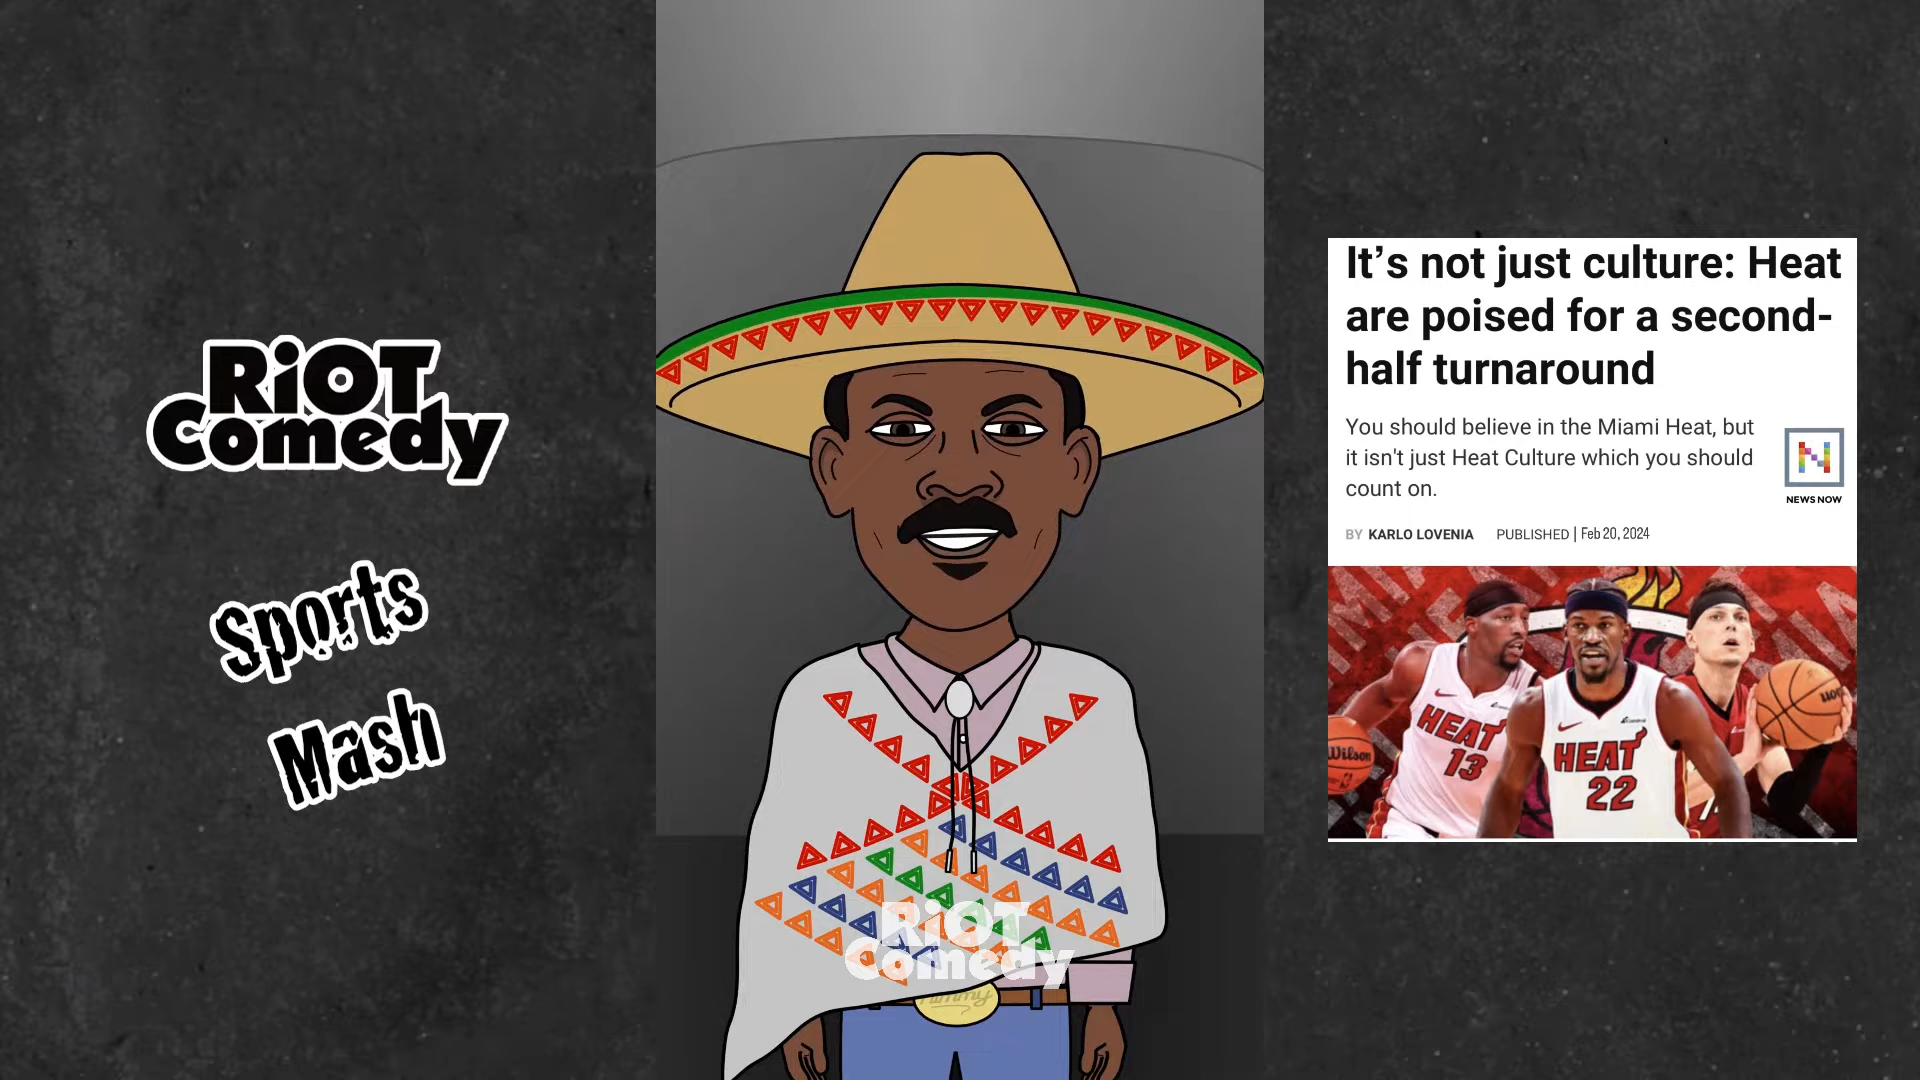 RiOT
Comedy
Sports
Mash
RiOT
Comedy
It's not just culture: Heat
are poised for a second-
half turnaround
You should believe in the Miami Heat, but
it isn't just Heat Culture which you should
count on.
N
NEWS NOW
BY KARLO LOVENIA PUBLISHED | Feb 20, 2024
HEAT
13
HEAT
22
Wilson